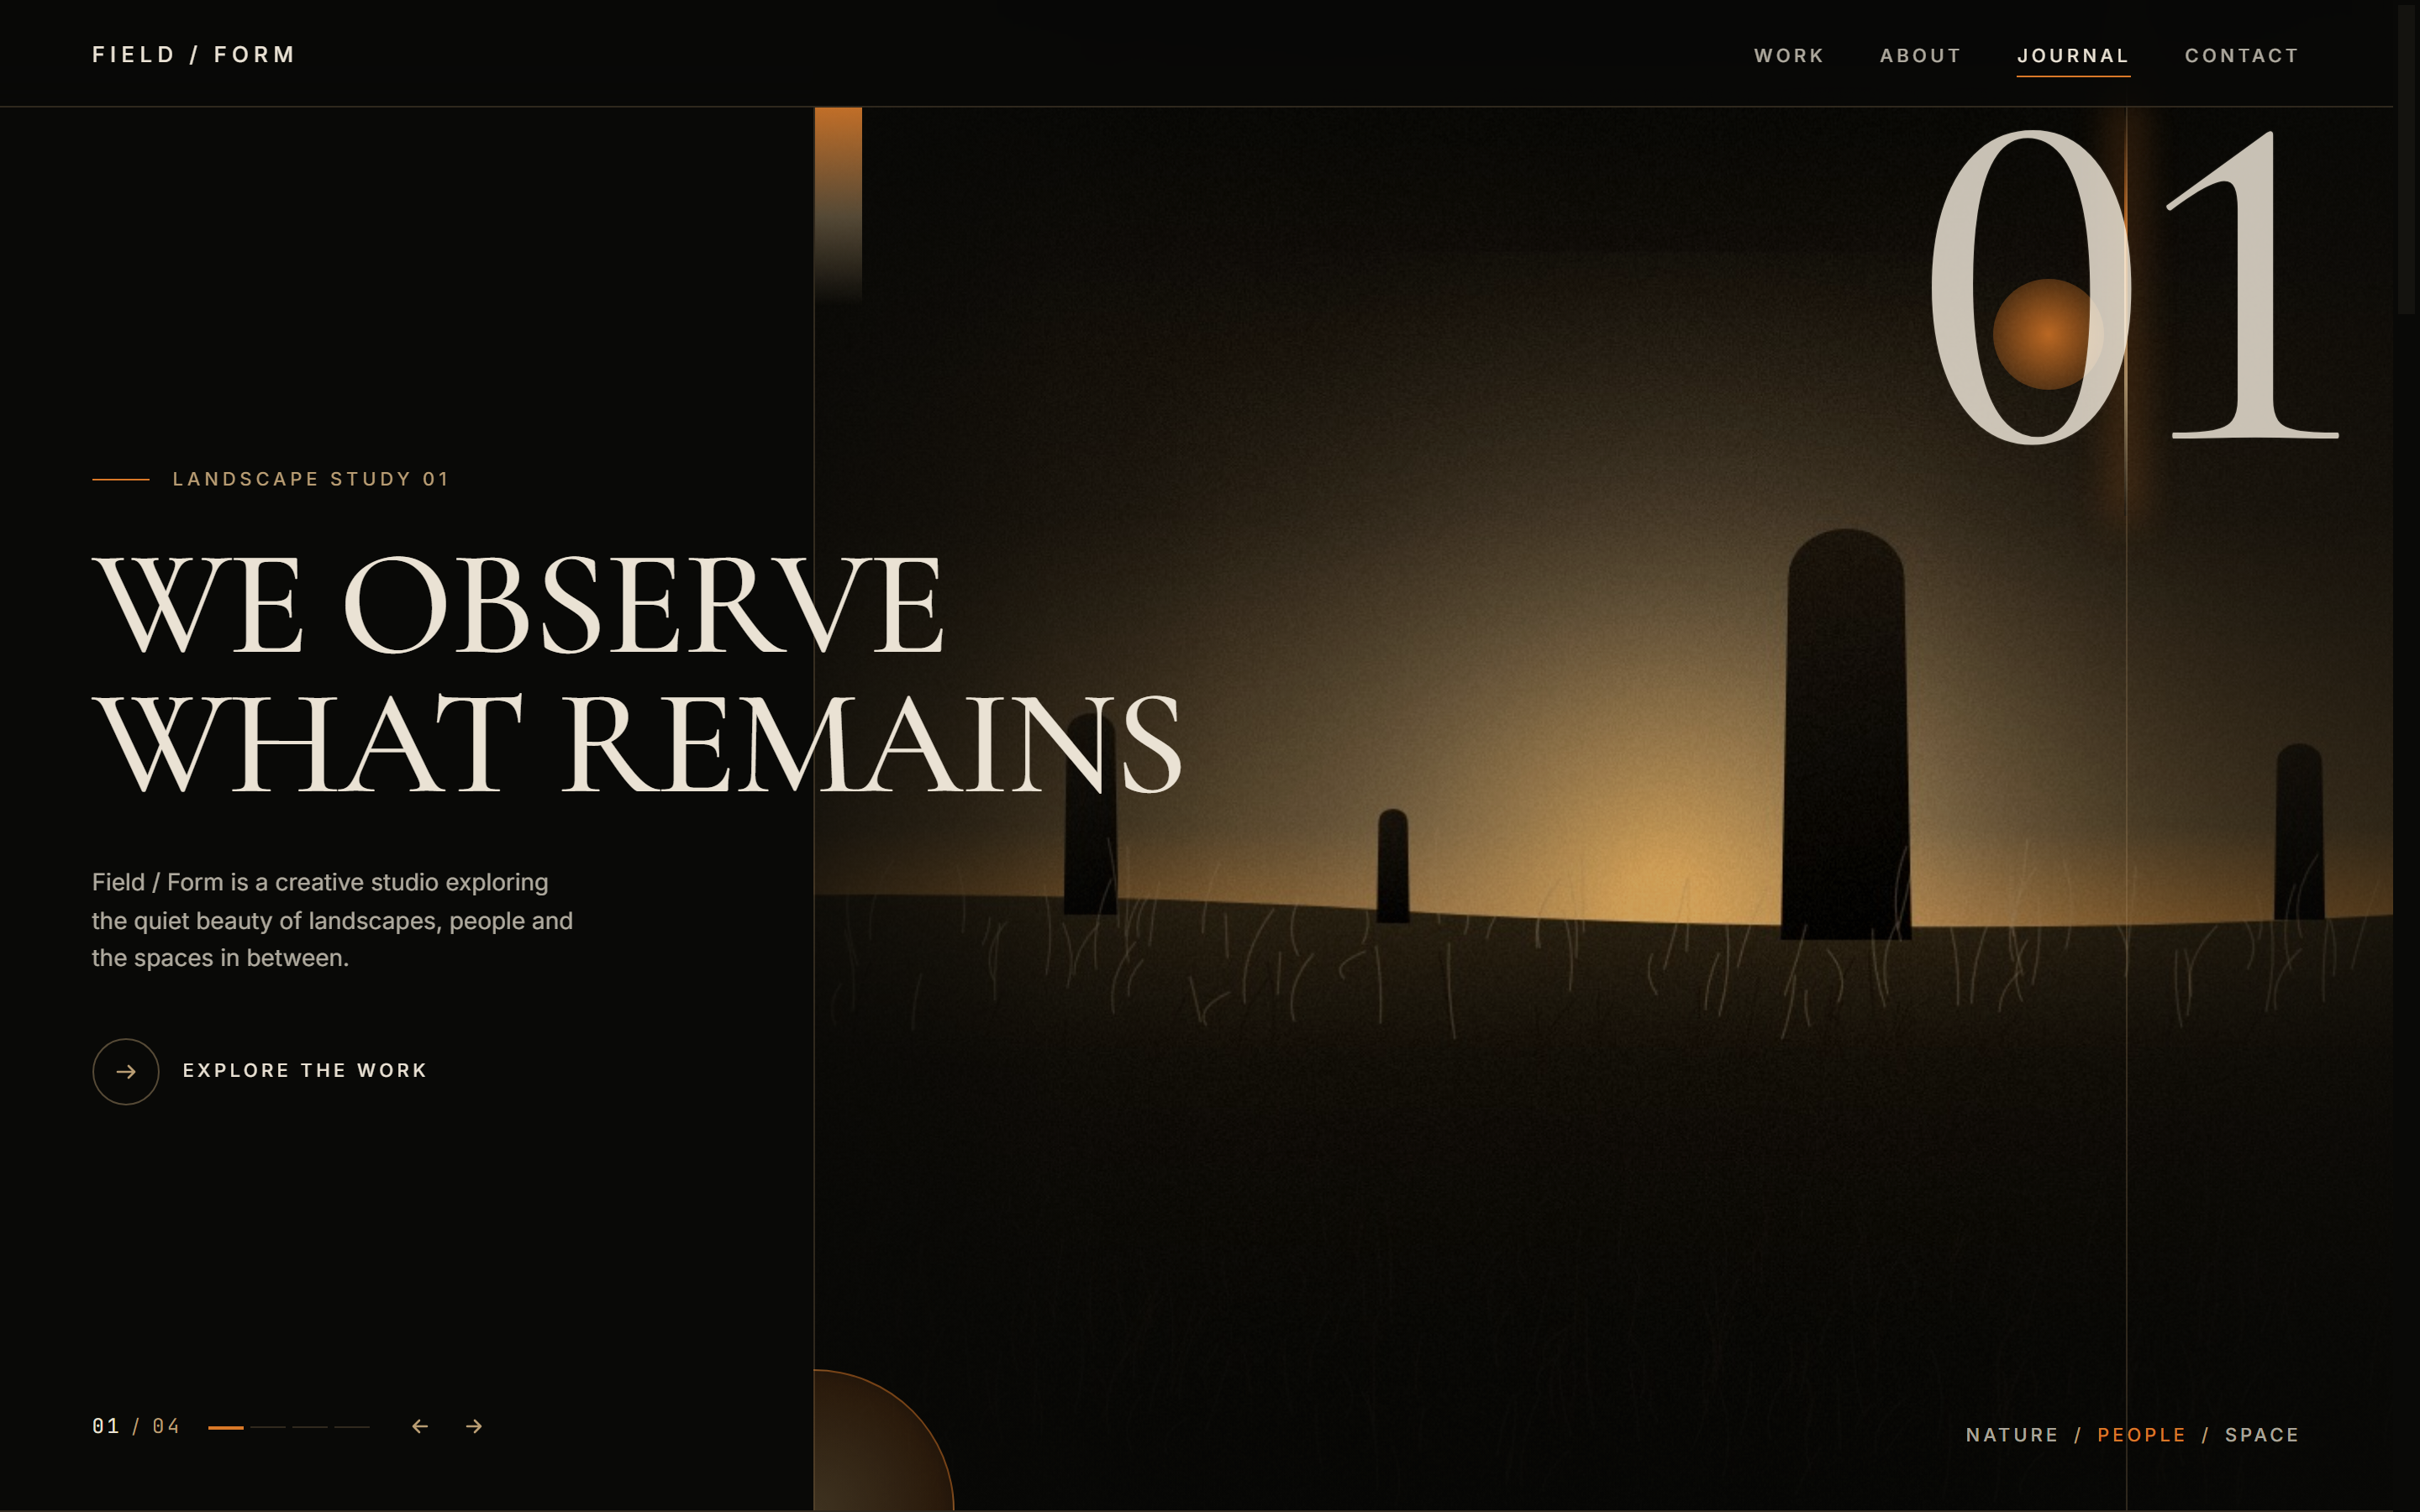 FIELD / FORM
WORK ABOUT JOURNAL CONTACT
01
LANDSCAPE STUDY 01
WE OBSERVE
WHAT REMAINS
Field / Form is a creative studio exploring
the quiet beauty of landscapes, people and
the spaces in between.
→ EXPLORE THE WORK
01 / 04 ← →
NATURE / PEOPLE / SPACE